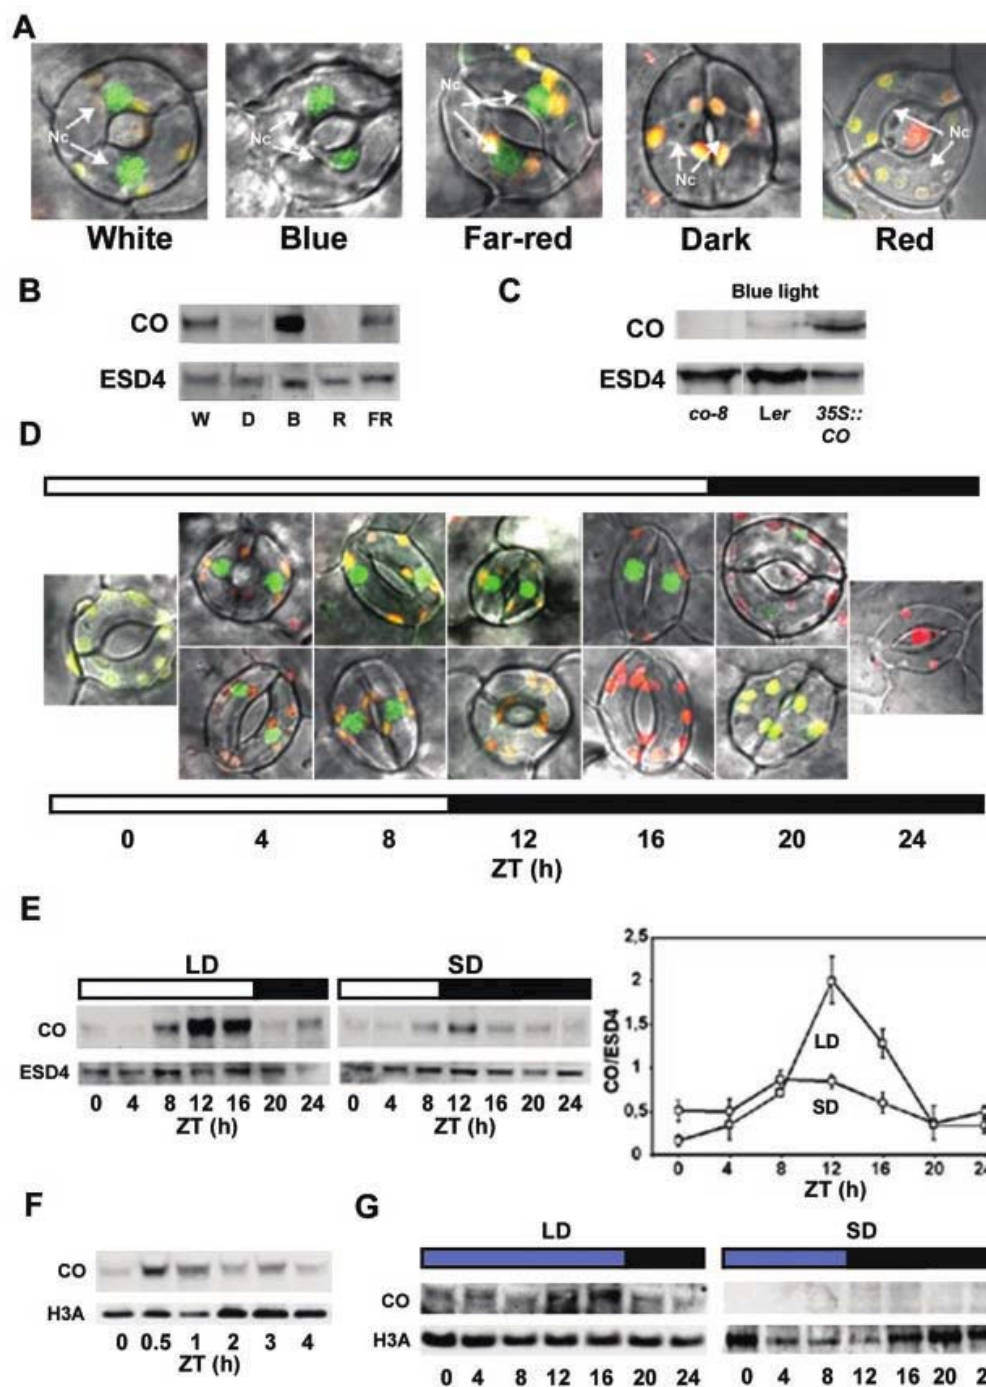 A
Nc
Nc
Nc
Nc
Nc
White Blue Far-red Dark Red
B
CO
ESD4
W D B R FR
C
Blue light
CO
ESD4
co-8 Ler 35S::
CO
D
0 4 8 12 16 20 24
ZT (h)
E
LD SD
CO
ESD4
0 4 8 12 16 20 24 0 4 8 12 16 20 24
ZT (h) ZT (h)
2,5
2
1,5
1
0,5
0
CO/ESD4
LD
SD
0 4 8 12 16 20 24
ZT (h)
F
CO
H3A
0 0.5 1 2 3 4
ZT (h)
G
LD SD
CO
H3A
0 4 8 12 16 20 24 0 4 8 12 16 20 2